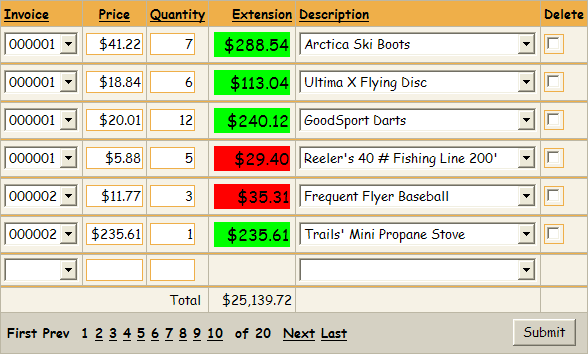 Invoice Price Quantity Extension Description Delete
000001 $41.22 7 $288.54 Arctica Ski Boots
000001 $18.84 6 $113.04 Ultima X Flying Disc
000001 $20.01 12 $240.12 GoodSport Darts
000001 $5.88 5 $29.40 Reeler's 40 # Fishing Line 200'
000002 $11.77 3 $35.31 Frequent Flyer Baseball
000002 $235.61 1 $235.61 Trails' Mini Propane Stove
Total $25,139.72
First Prev 1 2 3 4 5 6 7 8 9 10 of 20 Next Last Submit